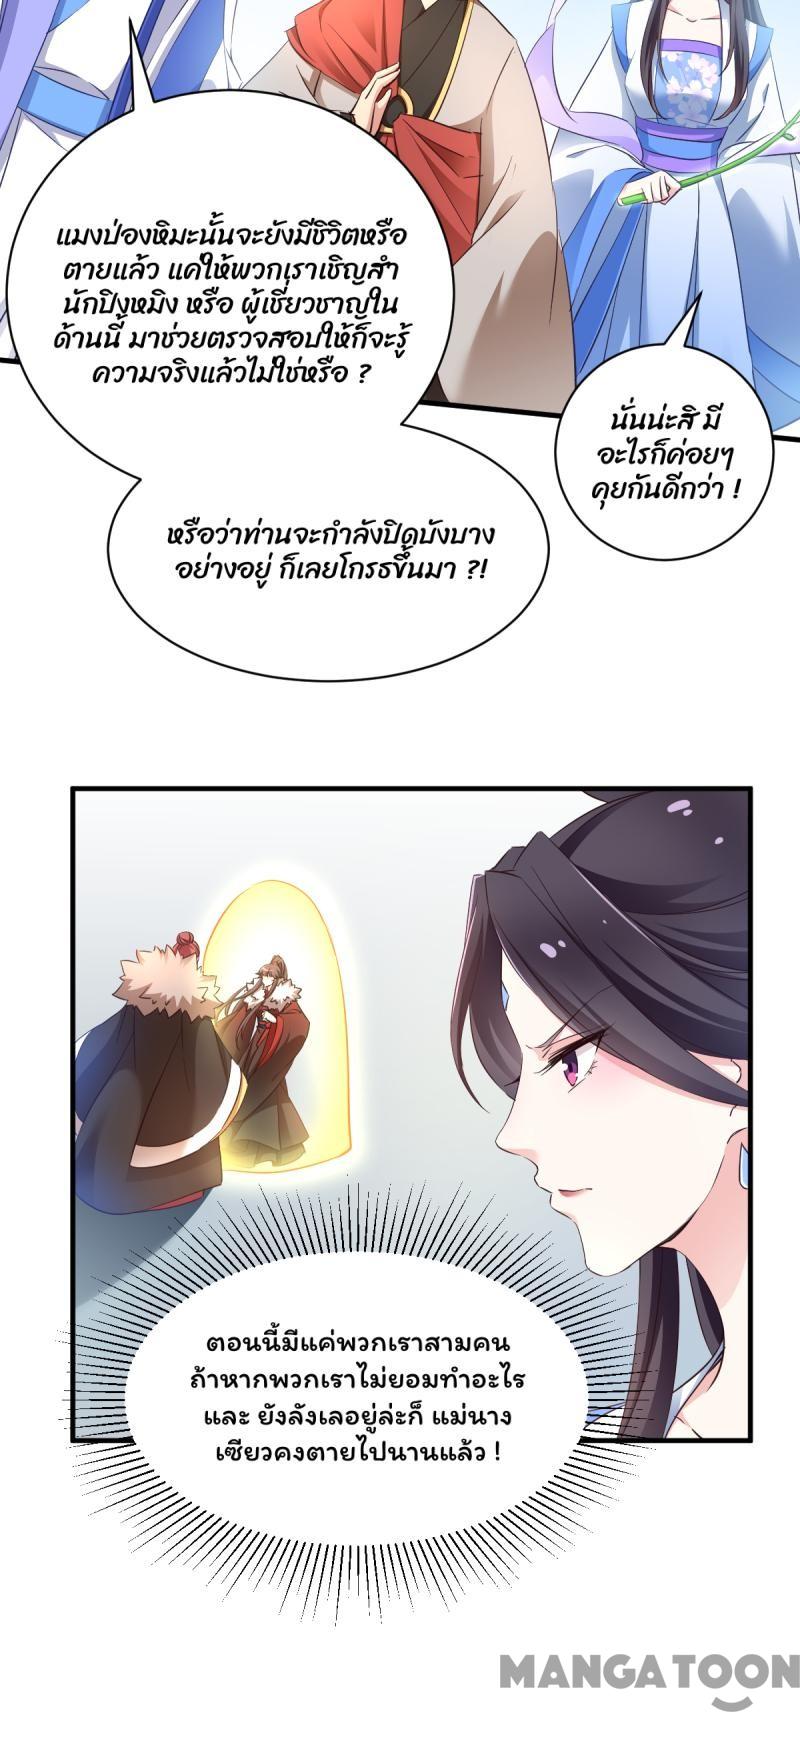 แมงป่องหิมะนั้นจะยังมีชีวิตหรือ
ตายแล้ว แค่ให้พวกเราเชิญสำ
นักปิงหมิง หรือ ผู้เชี่ยวชาญใน
ด้านนี้ มาช่วยตรวจสอบให้ก็จะรู้
ความจริงแล้วไม่ใช่หรือ ?
นั่นน่ะสิ มี
อะไรก็ค่อยๆ
คุยกันดีกว่า !
หรือว่าท่านจะกำลังปิดบังบาง
อย่างอยู่ ก็เลยโกรธขึ้นมา ?!
ตอนนี้มีแค่พวกเราสามคน
ถ้าหากพวกเราไม่ยอมทำอะไร
และ ยังลังเลอยู่ล่ะก็ แม่นาง
เซียวคงตายไปนานแล้ว !
MANGATOON